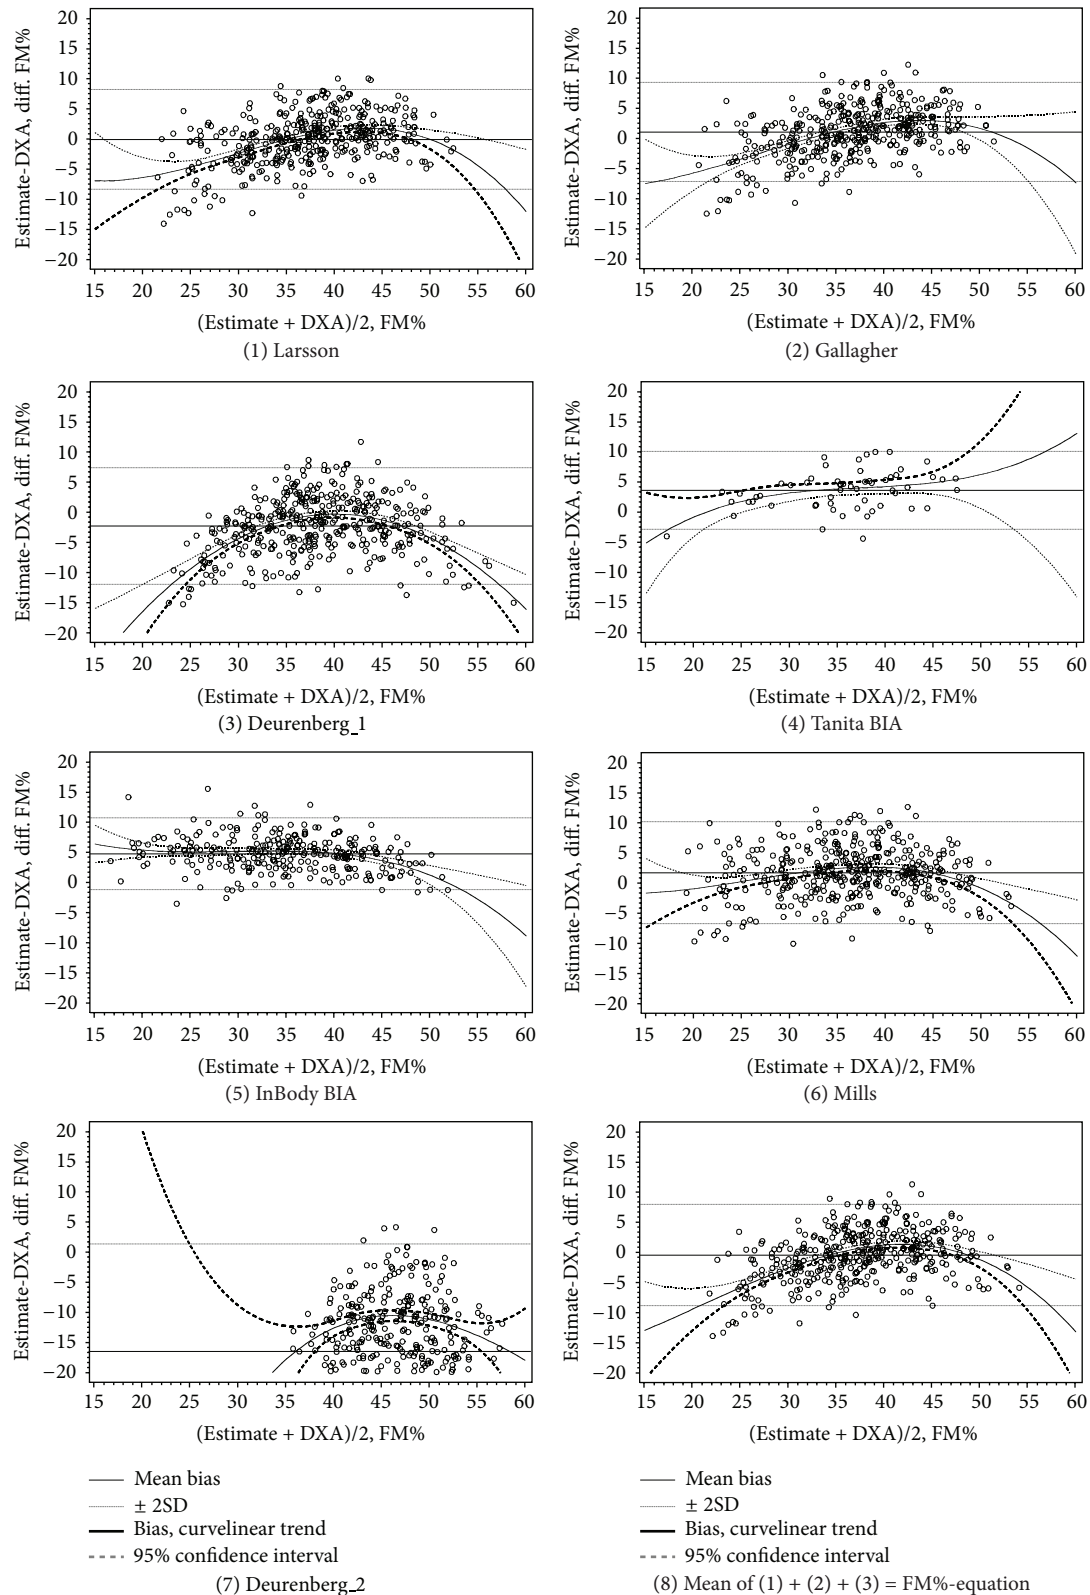 20
15
10
5
0
−5
−10
−15
−20
Estimate-DXA, diff. FM%
15 20 25 30 35 40 45 50 55 60
(Estimate + DXA)/2, FM%
(1) Larsson
20
15
10
5
0
−5
−10
−15
−20
Estimate-DXA, diff. FM%
15 20 25 30 35 40 45 50 55 60
(Estimate + DXA)/2, FM%
(2) Gallagher
20
15
10
5
0
−5
−10
−15
−20
Estimate-DXA, diff. FM%
15 20 25 30 35 40 45 50 55 60
(Estimate + DXA)/2, FM%
(3) Deurenberg_1
20
15
10
5
0
−5
−10
−15
−20
Estimate-DXA, diff. FM%
15 20 25 30 35 40 45 50 55 60
(Estimate + DXA)/2, FM%
(4) Tanita BIA
20
15
10
5
0
−5
−10
−15
−20
Estimate-DXA, diff. FM%
15 20 25 30 35 40 45 50 55 60
(Estimate + DXA)/2, FM%
(5) InBody BIA
20
15
10
5
0
−5
−10
−15
−20
Estimate-DXA, diff. FM%
15 20 25 30 35 40 45 50 55 60
(Estimate + DXA)/2, FM%
(6) Mills
20
15
10
5
0
−5
−10
−15
−20
Estimate-DXA, diff. FM%
15 20 25 30 35 40 45 50 55 60
(Estimate + DXA)/2, FM%
Mean bias
± 2SD
Bias, curvelinear trend
95% confidence interval
(7) Deurenberg_2
20
15
10
5
0
−5
−10
−15
−20
Estimate-DXA, diff. FM%
15 20 25 30 35 40 45 50 55 60
(Estimate + DXA)/2, FM%
Mean bias
± 2SD
Bias, curvelinear trend
95% confidence interval
(8) Mean of (1) + (2) + (3) = FM%-equation